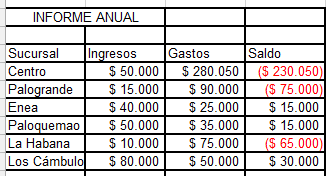 INFORME ANUAL
Sucursal Ingresos Gastos Saldo
Centro $ 50.000 $ 280.050 ($ 230.050)
Palogrande $ 15.000 $ 90.000 ($ 75.000)
Enea $ 40.000 $ 25.000 $ 15.000
Paloquemao $ 50.000 $ 35.000 $ 15.000
La Habana $ 10.000 $ 75.000 ($ 65.000)
Los Cámbulo $ 80.000 $ 50.000 $ 30.000